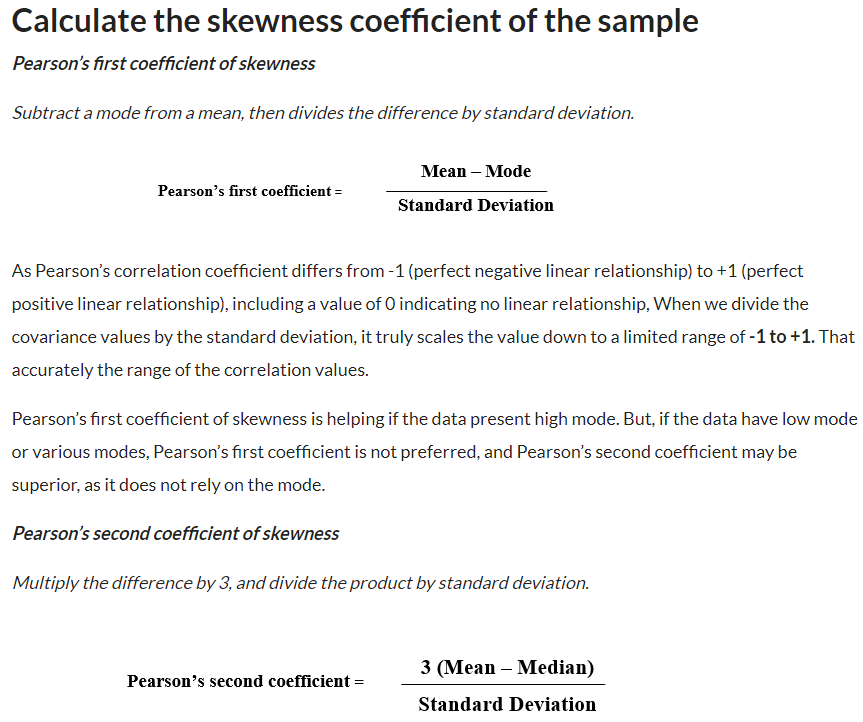 Calculate the skewness coefficient of the sample
Pearson's first coefficient of skewness
Subtract a mode from a mean, then divides the difference by standard deviation.
Mean – Mode
Pearson's first coefficient =
Standard Deviation
As Pearson's correlation coefficient differs from -1 (perfect negative linear relationship) to +1 (perfect
positive linear relationship), including a value of 0 indicating no linear relationship, When we divide the
covariance values by the standard deviation, it truly scales the value down to a limited range of -1 to +1. That
accurately the range of the correlation values.
Pearson's first coefficient of skewness is helping if the data present high mode. But, if the data have low mode
or various modes, Pearson's first coefficient is not preferred, and Pearson's second coefficient may be
superior, as it does not rely on the mode.
Pearson's second coefficient of skewness
Multiply the difference by 3, and divide the product by standard deviation.
3 (Mean – Median)
Pearson's second coefficient =
Standard Deviation